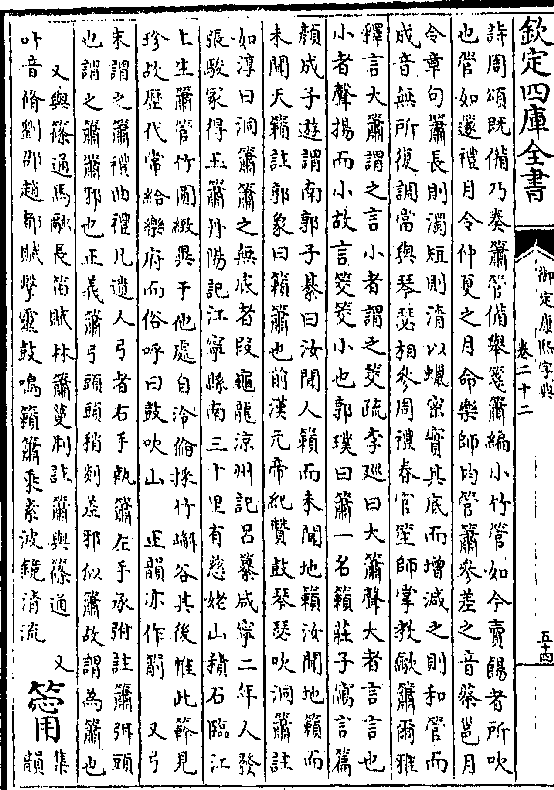 欽定四庫全書
御定康熙字典
卷二十二
五十四
詩周頌既備乃奏簫管備舉箋簫編小竹管如今賣餳者所吹
也管如邃禮月令仲夏之月命樂師均管簫參差之音蔡邕月
令章句簫長則濁短則清以蠟蜜實其底而增減之則和管而
成音無所復調當與琴瑟相參周禮春官笙師掌教龡簫爾雅
釋言大簫謂之言小者謂之筊疏李巡曰大簫聲大者言言也
小者聲揚而小故言筊筊小也郭璞曰簫一名籟莊子寓言篇
顏成子遊謂南郭子綦曰汝聞人籟而未聞地籟汝聞地籟而
未聞天籟註郭象曰籟簫也前漢元帝紀贊鼓琴瑟吹洞簫註
如淳曰洞簫簫之無底者段龜龍涼州記呂纂咸寧二年人發
張駿冢得玉簫丹陽記江寧縣南三十里有慈姥山積石臨江
上生簫管竹圓緻異于他處自泠倫採竹嶰谷其後惟此簳見
珍故歷代常給樂府而俗呼曰鼓吹山　正韻亦作箾　又弓
末謂之簫禮曲禮凡遺人弓者右手執簫左手承弣註簫弭頭
也謂之簫簫邪也正義簫弓頭頭稍剡差邪似簫故謂為簫也
又與篠通馬融長笛賦林簫蔓荆註簫與篠通　又
叶音脩劉邵趙都賦擊靈鼓鳴籟簫乘素波鏡清流
集韻